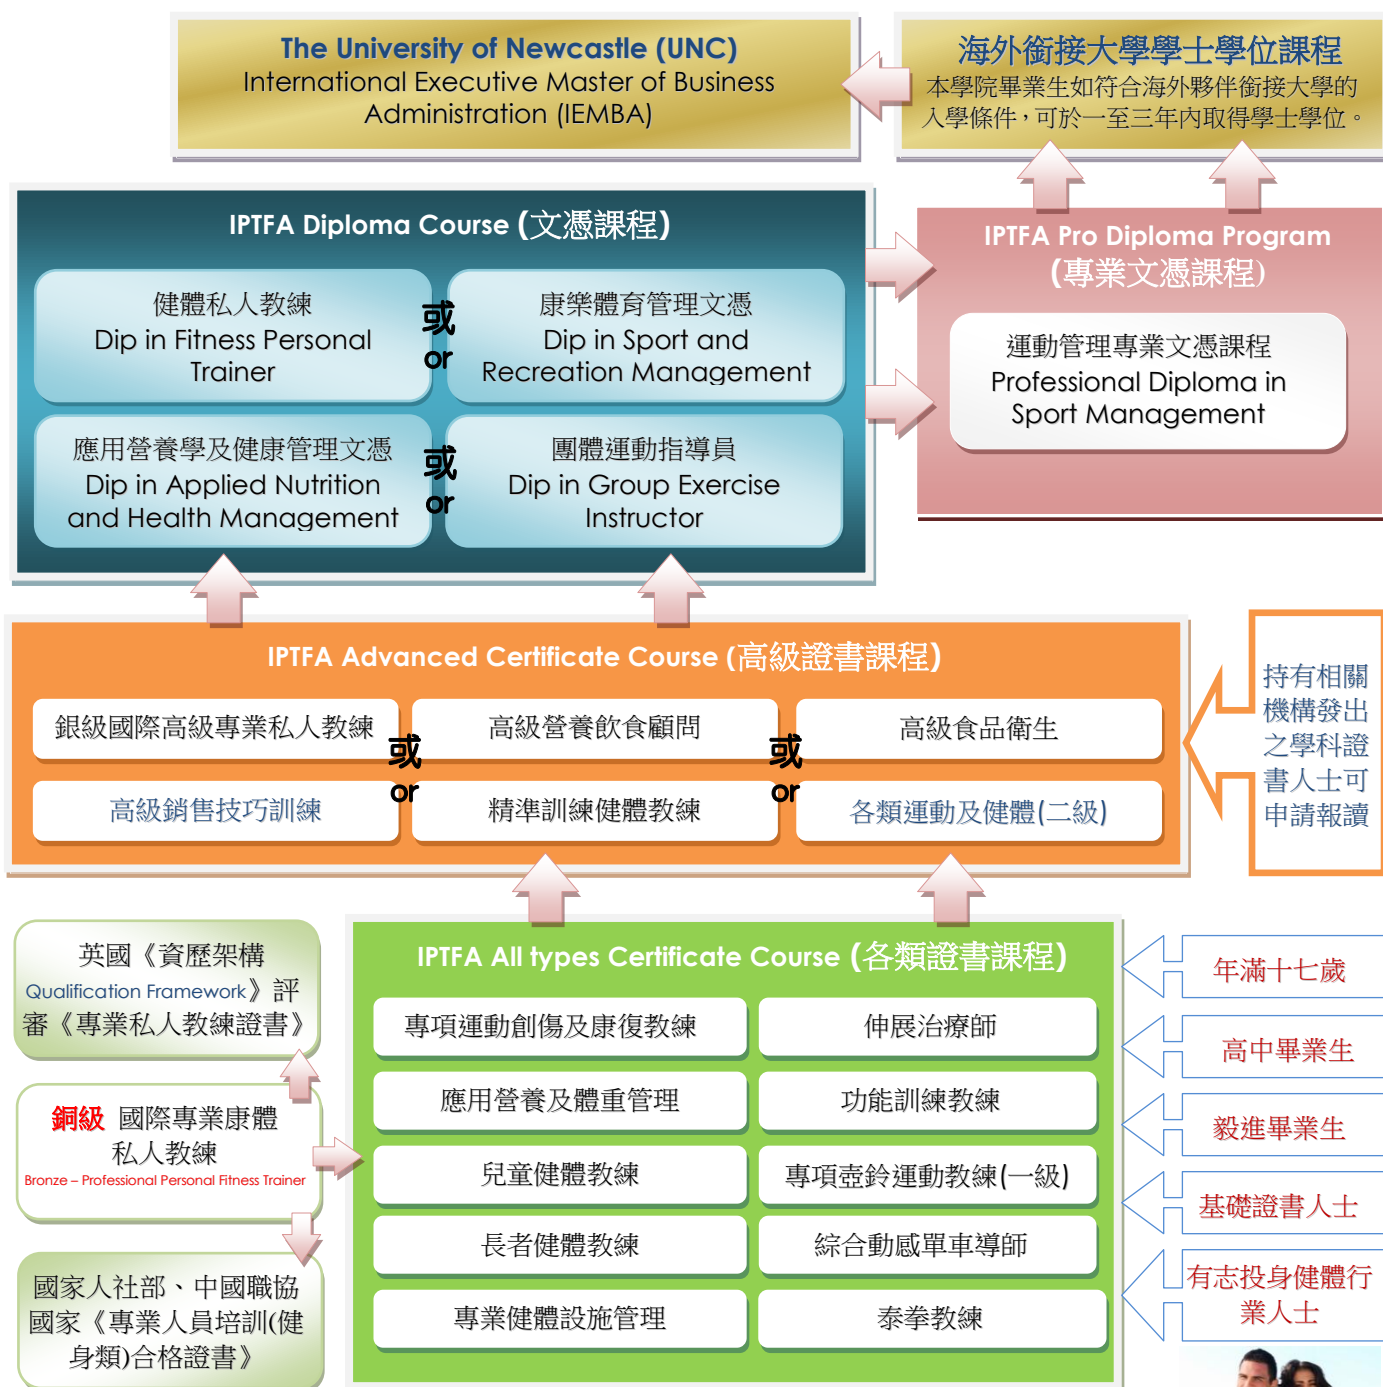 The University of Newcastle (UNC)
International Executive Master of Business
Administration (IEMBA)
海外銜接大學學士學位課程
本學院畢業生如符合海外夥伴銜接大學的
入學條件，可於一至三年內取得學士學位。
IPTFA Diploma Course (文憑課程)
健體私人教練
Dip in Fitness Personal
Trainer
或
or
康樂體育管理文憑
Dip in Sport and
Recreation Management
應用營養學及健康管理文憑
Dip in Applied Nutrition
and Health Management
或
or
團體運動指導員
Dip in Group Exercise
Instructor
IPTFA Pro Diploma Program
(專業文憑課程)
運動管理專業文憑課程
Professional Diploma in
Sport Management
IPTFA Advanced Certificate Course (高級證書課程)
銀級國際高級專業私人教練
高級營養飲食顧問
高級食品衛生
或
or
或
or
高級銷售技巧訓練
精準訓練健體教練
各類運動及健體(二級)
持有相關
機構發出
之學科證
書人士可
申請報讀
英國《資歷架構
Qualification Framework》評
審《專業私人教練證書》
銅級 國際專業康體
私人教練
Bronze – Professional Personal Fitness Trainer
國家人社部、中國職協
國家《專業人員培訓(健
身類)合格證書》
IPTFA All types Certificate Course (各類證書課程)
專項運動創傷及康復教練
伸展治療師
應用營養及體重管理
功能訓練教練
兒童健體教練
專項壺鈴運動教練(一級)
長者健體教練
綜合動感單車導師
專業健體設施管理
泰拳教練
年滿十七歲
高中畢業生
毅進畢業生
基礎證書人士
有志投身健體行
業人士